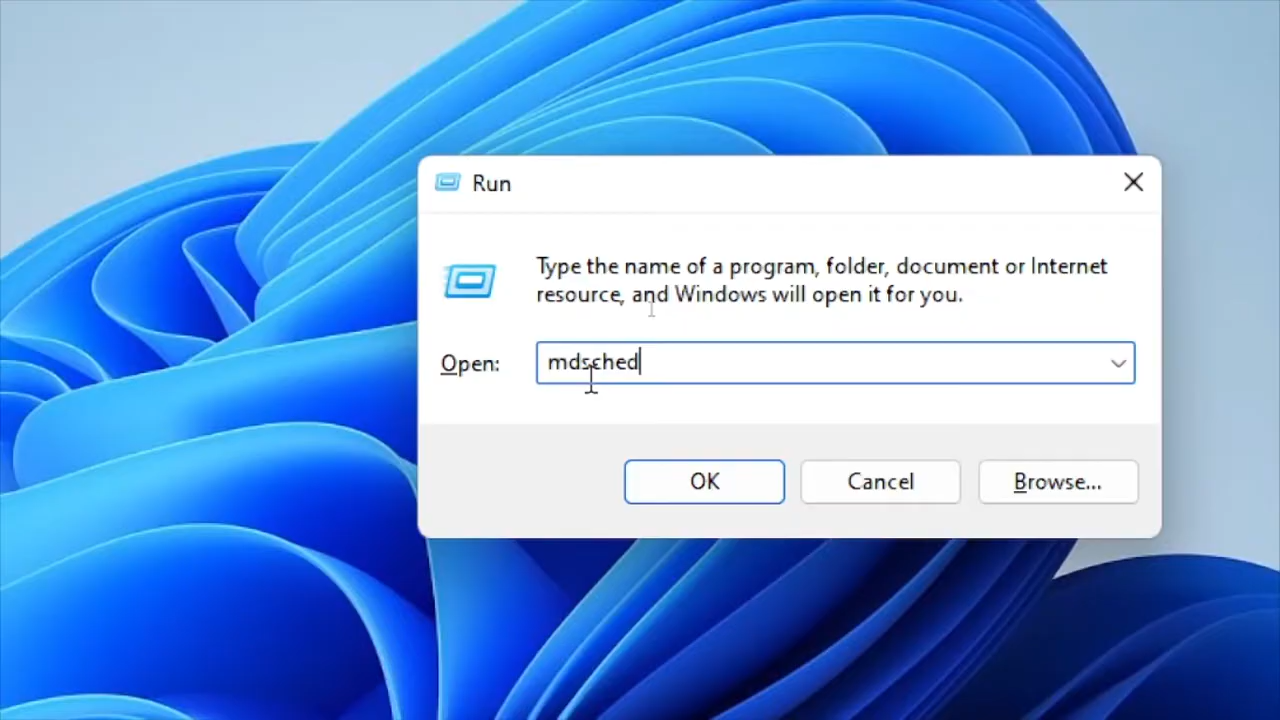 Run
Type the name of a program, folder, document or Internet
resource, and Windows will open it for you.
Open: mdsched
OK Cancel Browse...